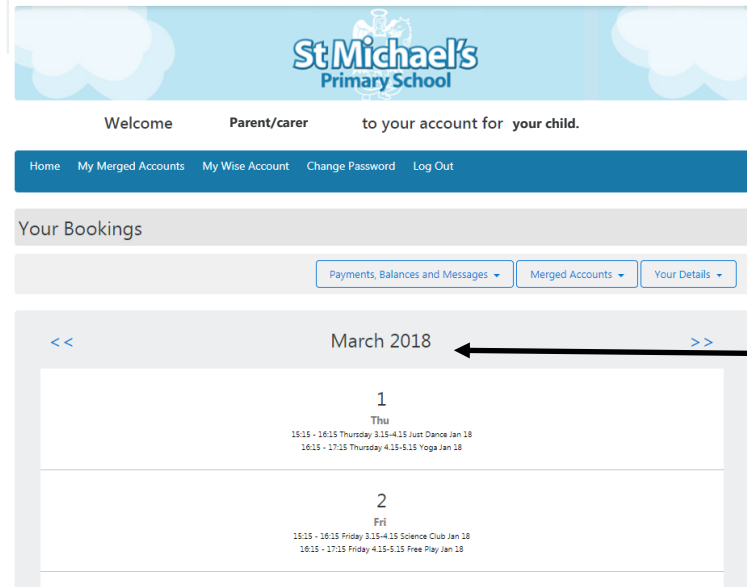 St Michael's
Primary School
Welcome Parent/carer to your account for your child.
Home My Merged Accounts My Wise Account Change Password Log Out
Your Bookings
Payments, Balances and Messages Merged Accounts Your Details
<< March 2018 >>
1
Thu
15:15 - 16:15 Thursday 3.15-4.15 Just Dance Jan 18
16:15 - 17:15 Thursday 4.15-5.15 Yoga Jan 18
2
Fri
15:15 - 16:15 Friday 3.15-4.15 Science Club Jan 18
16:15 - 17:15 Friday 4.15-5.15 Free Play Jan 18